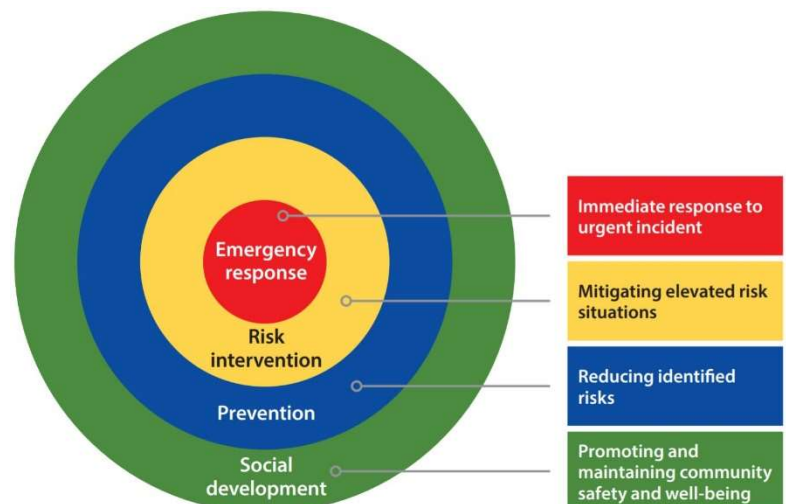 Emergency
response
Risk
intervention
Prevention
Social
development
Immediate response to
urgent incident
Mitigating elevated risk
situations
Reducing identified
risks
Promoting and
maintaining community
safety and well-being